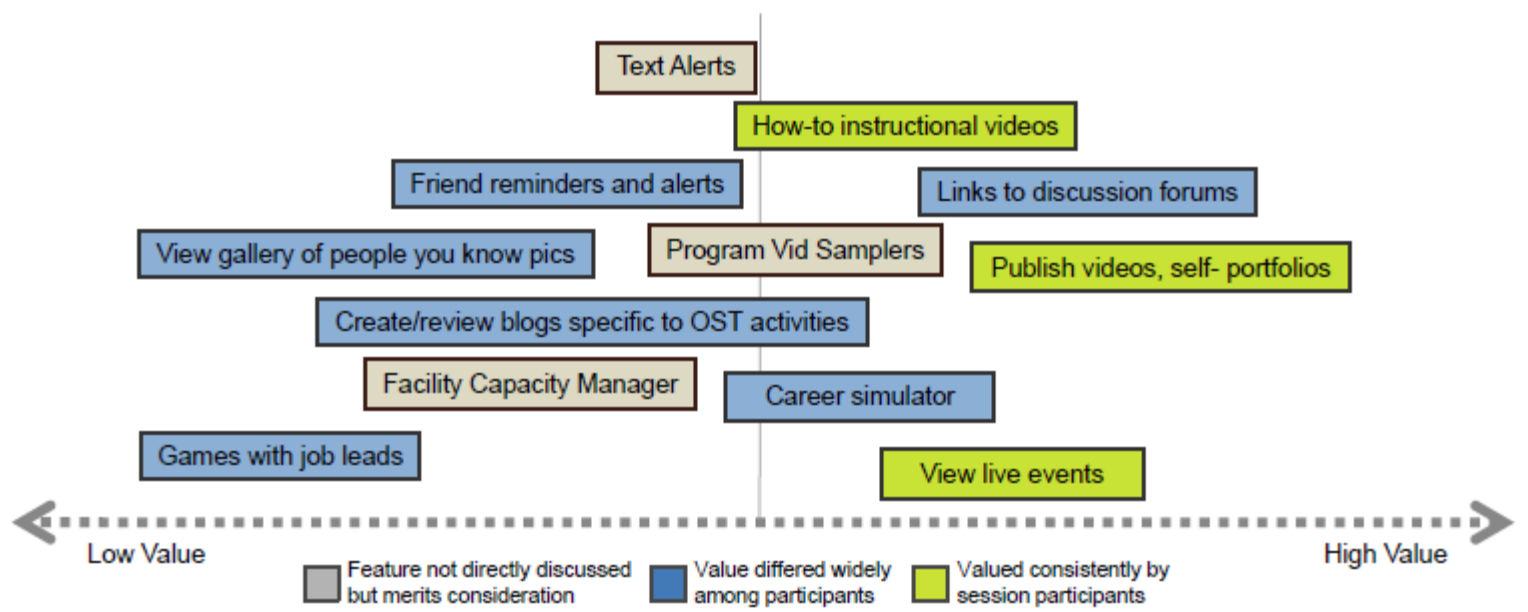 Text Alerts
How-to instructional videos
Friend reminders and alerts
Links to discussion forums
View gallery of people you know pics
Program Vid Samplers
Publish videos, self- portfolios
Create/review blogs specific to OST activities
Facility Capacity Manager
Career simulator
Games with job leads
View live events
Low Value
High Value
Feature not directly discussed
but merits consideration
Value differed widely
among participants
Valued consistently by
session participants